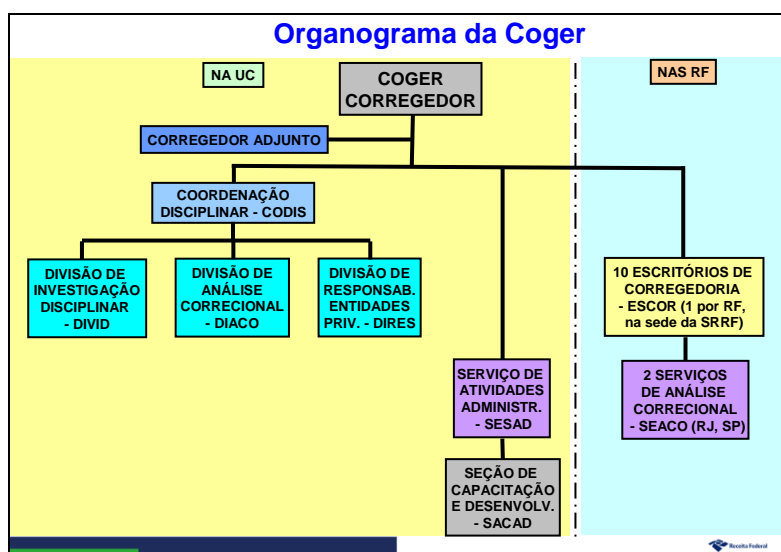 Organograma da Coger
NA UC
COGER
CORREGEDOR
NAS RF
CORREGEDOR ADJUNTO
COORDENAÇÃO
DISCIPLINAR - CODIS
DIVISÃO DE
INVESTIGAÇÃO
DISCIPLINAR
- DIVID
DIVISÃO DE
ANÁLISE
CORRECIONAL
- DIACO
DIVISÃO DE
RESPONSAB.
ENTIDADES
PRIV. - DIRES
10 ESCRITÓRIOS DE
CORREGEDORIA
- ESCOR (1 por RF,
na sede da SRRF)
SERVIÇO DE
ATIVIDADES
ADMINISTR.
- SESAD
2 SERVIÇOS
DE ANÁLISE
CORRECIONAL
- SEACO (RJ, SP)
SEÇÃO DE
CAPACITAÇÃO
E DESENVOLV.
- SACAD
Receita Federal